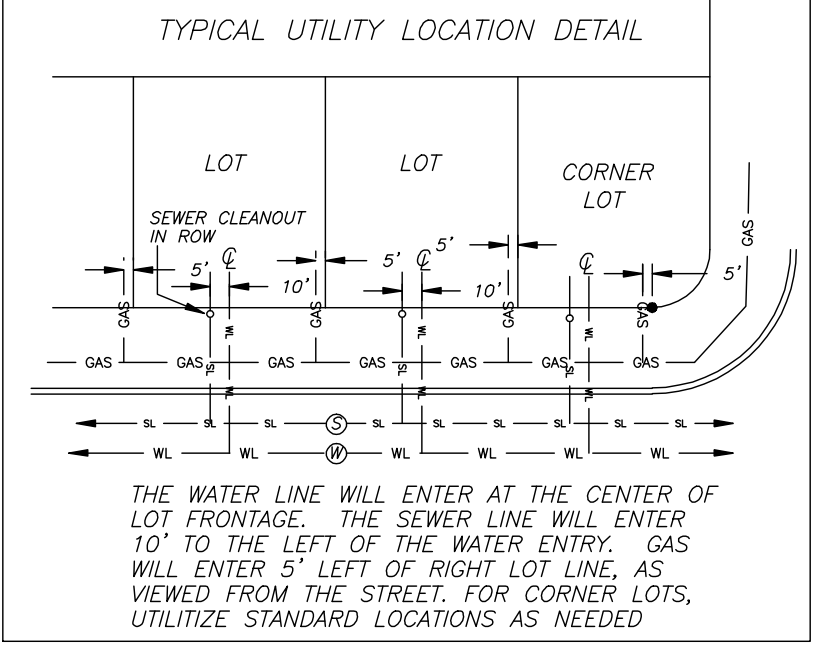 TYPICAL UTILITY LOCATION DETAIL
LOT
LOT
CORNER
LOT
SEWER CLEANOUT
IN ROW
5'
℄
10'
5'
℄
5'
10'
℄
5'
GAS
GAS
GAS
GAS
GAS
WL
WL
WL
GAS
GAS
GAS
GAS
GAS
GAS
GAS
SL
SL
SL
WL
WL
WL
SL
SL
SL
S
SL
SL
SL
SL
SL
WL
WL
W
WL
WL
WL
WL
THE WATER LINE WILL ENTER AT THE CENTER OF
LOT FRONTAGE. THE SEWER LINE WILL ENTER
10' TO THE LEFT OF THE WATER ENTRY. GAS
WILL ENTER 5' LEFT OF RIGHT LOT LINE, AS
VIEWED FROM THE STREET. FOR CORNER LOTS,
UTILITIZE STANDARD LOCATIONS AS NEEDED